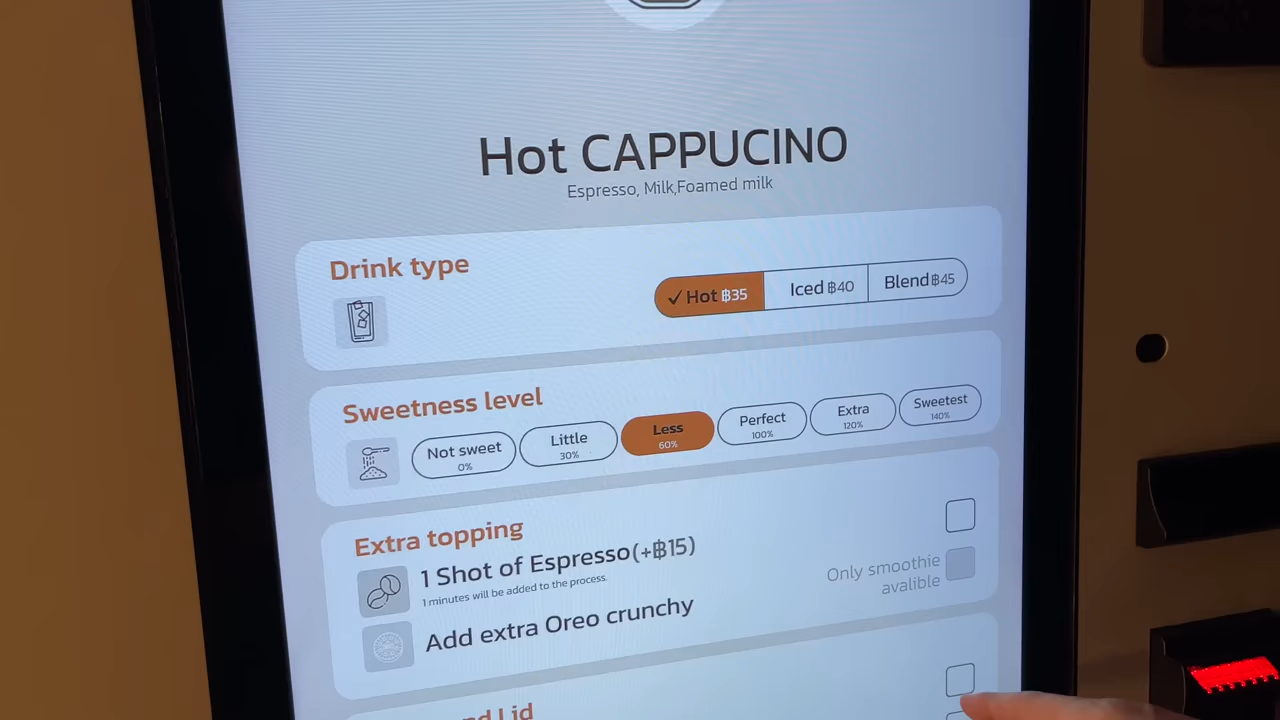 Hot CAPPUCINO
Espresso, Milk,Foamed milk
Drink type
✓ Hot ฿35
Iced ฿40
Blend ฿45
Sweetness level
Not sweet
0%
Little
30%
Less
60%
Perfect
100%
Extra
120%
Sweetest
140%
Extra topping
1 Shot of Espresso(+฿15)
1 minutes will be added to the process.
Only smoothie
avalible
Add extra Oreo crunchy
Lid